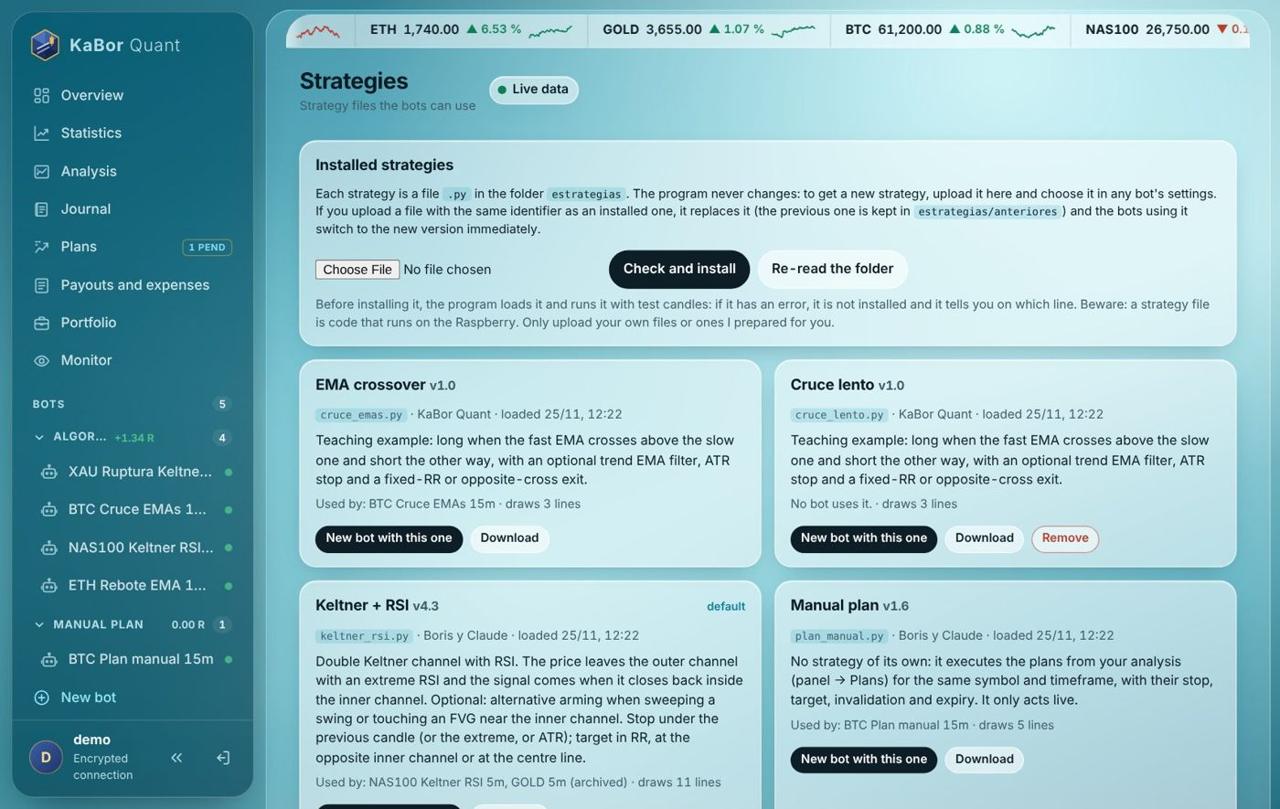 KaBor Quant
Overview
Statistics
Analysis
Journal
Plans
1 PEND
Payouts and expenses
Portfolio
Monitor
BOTS 5
ALGOR... +1.34 R 4
XAU Ruptura Keltne...
BTC Cruce EMAs 1...
NAS100 Keltner RSI...
ETH Rebote EMA 1...
MANUAL PLAN 0.00 R 1
BTC Plan manual 15m
New bot
D
demo
Encrypted
connection
ETH 1,740.00 ▲ 6.53 % GOLD 3,655.00 ▲ 1.07 % BTC 61,200.00 ▲ 0.88 % NAS100 26,750.00 ▼ 0.1
Strategies
Strategy files the bots can use
Live data
Installed strategies
Each strategy is a file .py in the folder estrategias. The program never changes: to get a new strategy, upload it here and choose it in any bot's settings.
If you upload a file with the same identifier as an installed one, it replaces it (the previous one is kept in estrategias/anteriores) and the bots using it
switch to the new version immediately.
Choose File No file chosen
Check and install
Re-read the folder
Before installing it, the program loads it and runs it with test candles: if it has an error, it is not installed and it tells you on which line. Beware: a strategy file
is code that runs on the Raspberry. Only upload your own files or ones I prepared for you.
EMA crossover v1.0
cruce_emas.py · KaBor Quant · loaded 25/11, 12:22
Teaching example: long when the fast EMA crosses above the slow
one and short the other way, with an optional trend EMA filter, ATR
stop and a fixed-RR or opposite-cross exit.
Used by: BTC Cruce EMAs 15m · draws 3 lines
New bot with this one
Download
Cruce lento v1.0
cruce_lento.py · KaBor Quant · loaded 25/11, 12:22
Teaching example: long when the fast EMA crosses above the slow
one and short the other way, with an optional trend EMA filter, ATR
stop and a fixed-RR or opposite-cross exit.
No bot uses it. · draws 3 lines
New bot with this one
Download
Remove
Keltner + RSI v4.3
default
keltner_rsi.py · Boris y Claude · loaded 25/11, 12:22
Double Keltner channel with RSI. The price leaves the outer channel
with an extreme RSI and the signal comes when it closes back inside
the inner channel. Optional: alternative arming when sweeping a
swing or touching an FVG near the inner channel. Stop under the
previous candle (or the extreme, or ATR); target in RR, at the
opposite inner channel or at the centre line.
Used by: NAS100 Keltner RSI 5m, GOLD 5m (archived) · draws 11 lines
Manual plan v1.6
plan_manual.py · Boris y Claude · loaded 25/11, 12:22
No strategy of its own: it executes the plans from your analysis
(panel → Plans) for the same symbol and timeframe, with their stop,
target, invalidation and expiry. It only acts live.
Used by: BTC Plan manual 15m · draws 5 lines
New bot with this one
Download